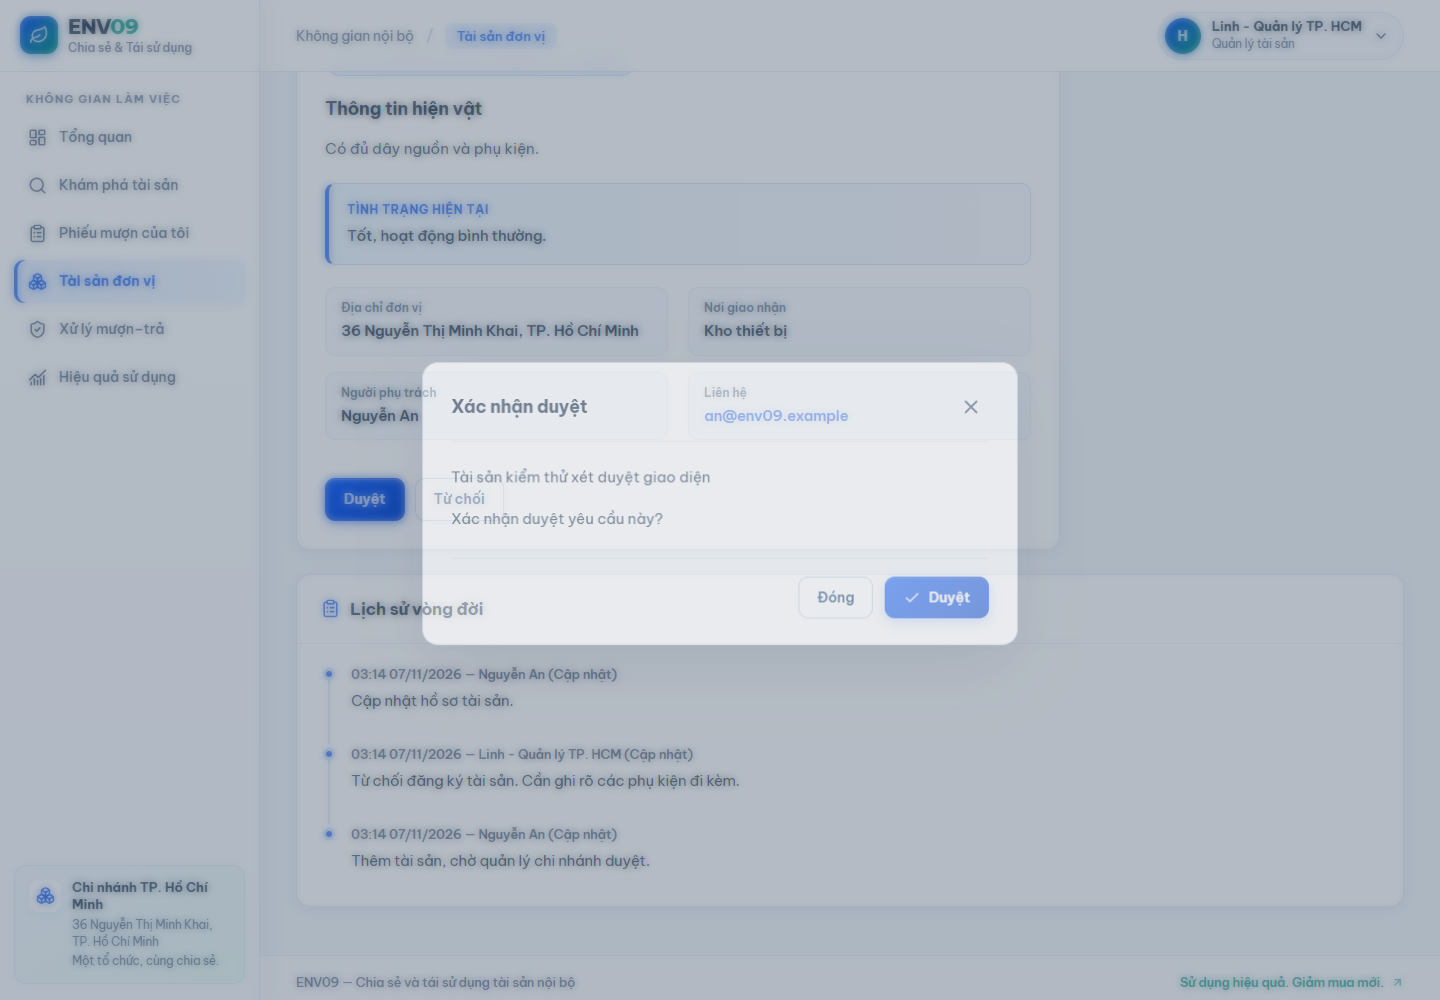 ENV09
Chia sẻ & Tái sử dụng
Không gian nội bộ / Tài sản đơn vị
H
Linh - Quản lý TP. HCM
Quản lý tài sản
KHÔNG GIAN LÀM VIỆC
Tổng quan
Khám phá tài sản
Phiếu mượn của tôi
Tài sản đơn vị
Xử lý mượn–trả
Hiệu quả sử dụng
Chi nhánh TP. Hồ Chí
Minh
36 Nguyễn Thị Minh Khai,
TP. Hồ Chí Minh
Một tổ chức, cùng chia sẻ.
Thông tin hiện vật
Có đủ dây nguồn và phụ kiện.
TÌNH TRẠNG HIỆN TẠI
Tốt, hoạt động bình thường.
Địa chỉ đơn vị
36 Nguyễn Thị Minh Khai, TP. Hồ Chí Minh
Nơi giao nhận
Kho thiết bị
Người phụ trách
Nguyễn An
Liên hệ
an@env09.example
Duyệt
Từ chối
Xác nhận duyệt
Tài sản kiểm thử xét duyệt giao diện
Xác nhận duyệt yêu cầu này?
Đóng
Duyệt
Lịch sử vòng đời
03:14 07/11/2026 — Nguyễn An (Cập nhật)
Cập nhật hồ sơ tài sản.
03:14 07/11/2026 — Linh - Quản lý TP. HCM (Cập nhật)
Từ chối đăng ký tài sản. Cần ghi rõ các phụ kiện đi kèm.
03:14 07/11/2026 — Nguyễn An (Cập nhật)
Thêm tài sản, chờ quản lý chi nhánh duyệt.
ENV09 — Chia sẻ và tái sử dụng tài sản nội bộ
Sử dụng hiệu quả. Giảm mua mới.